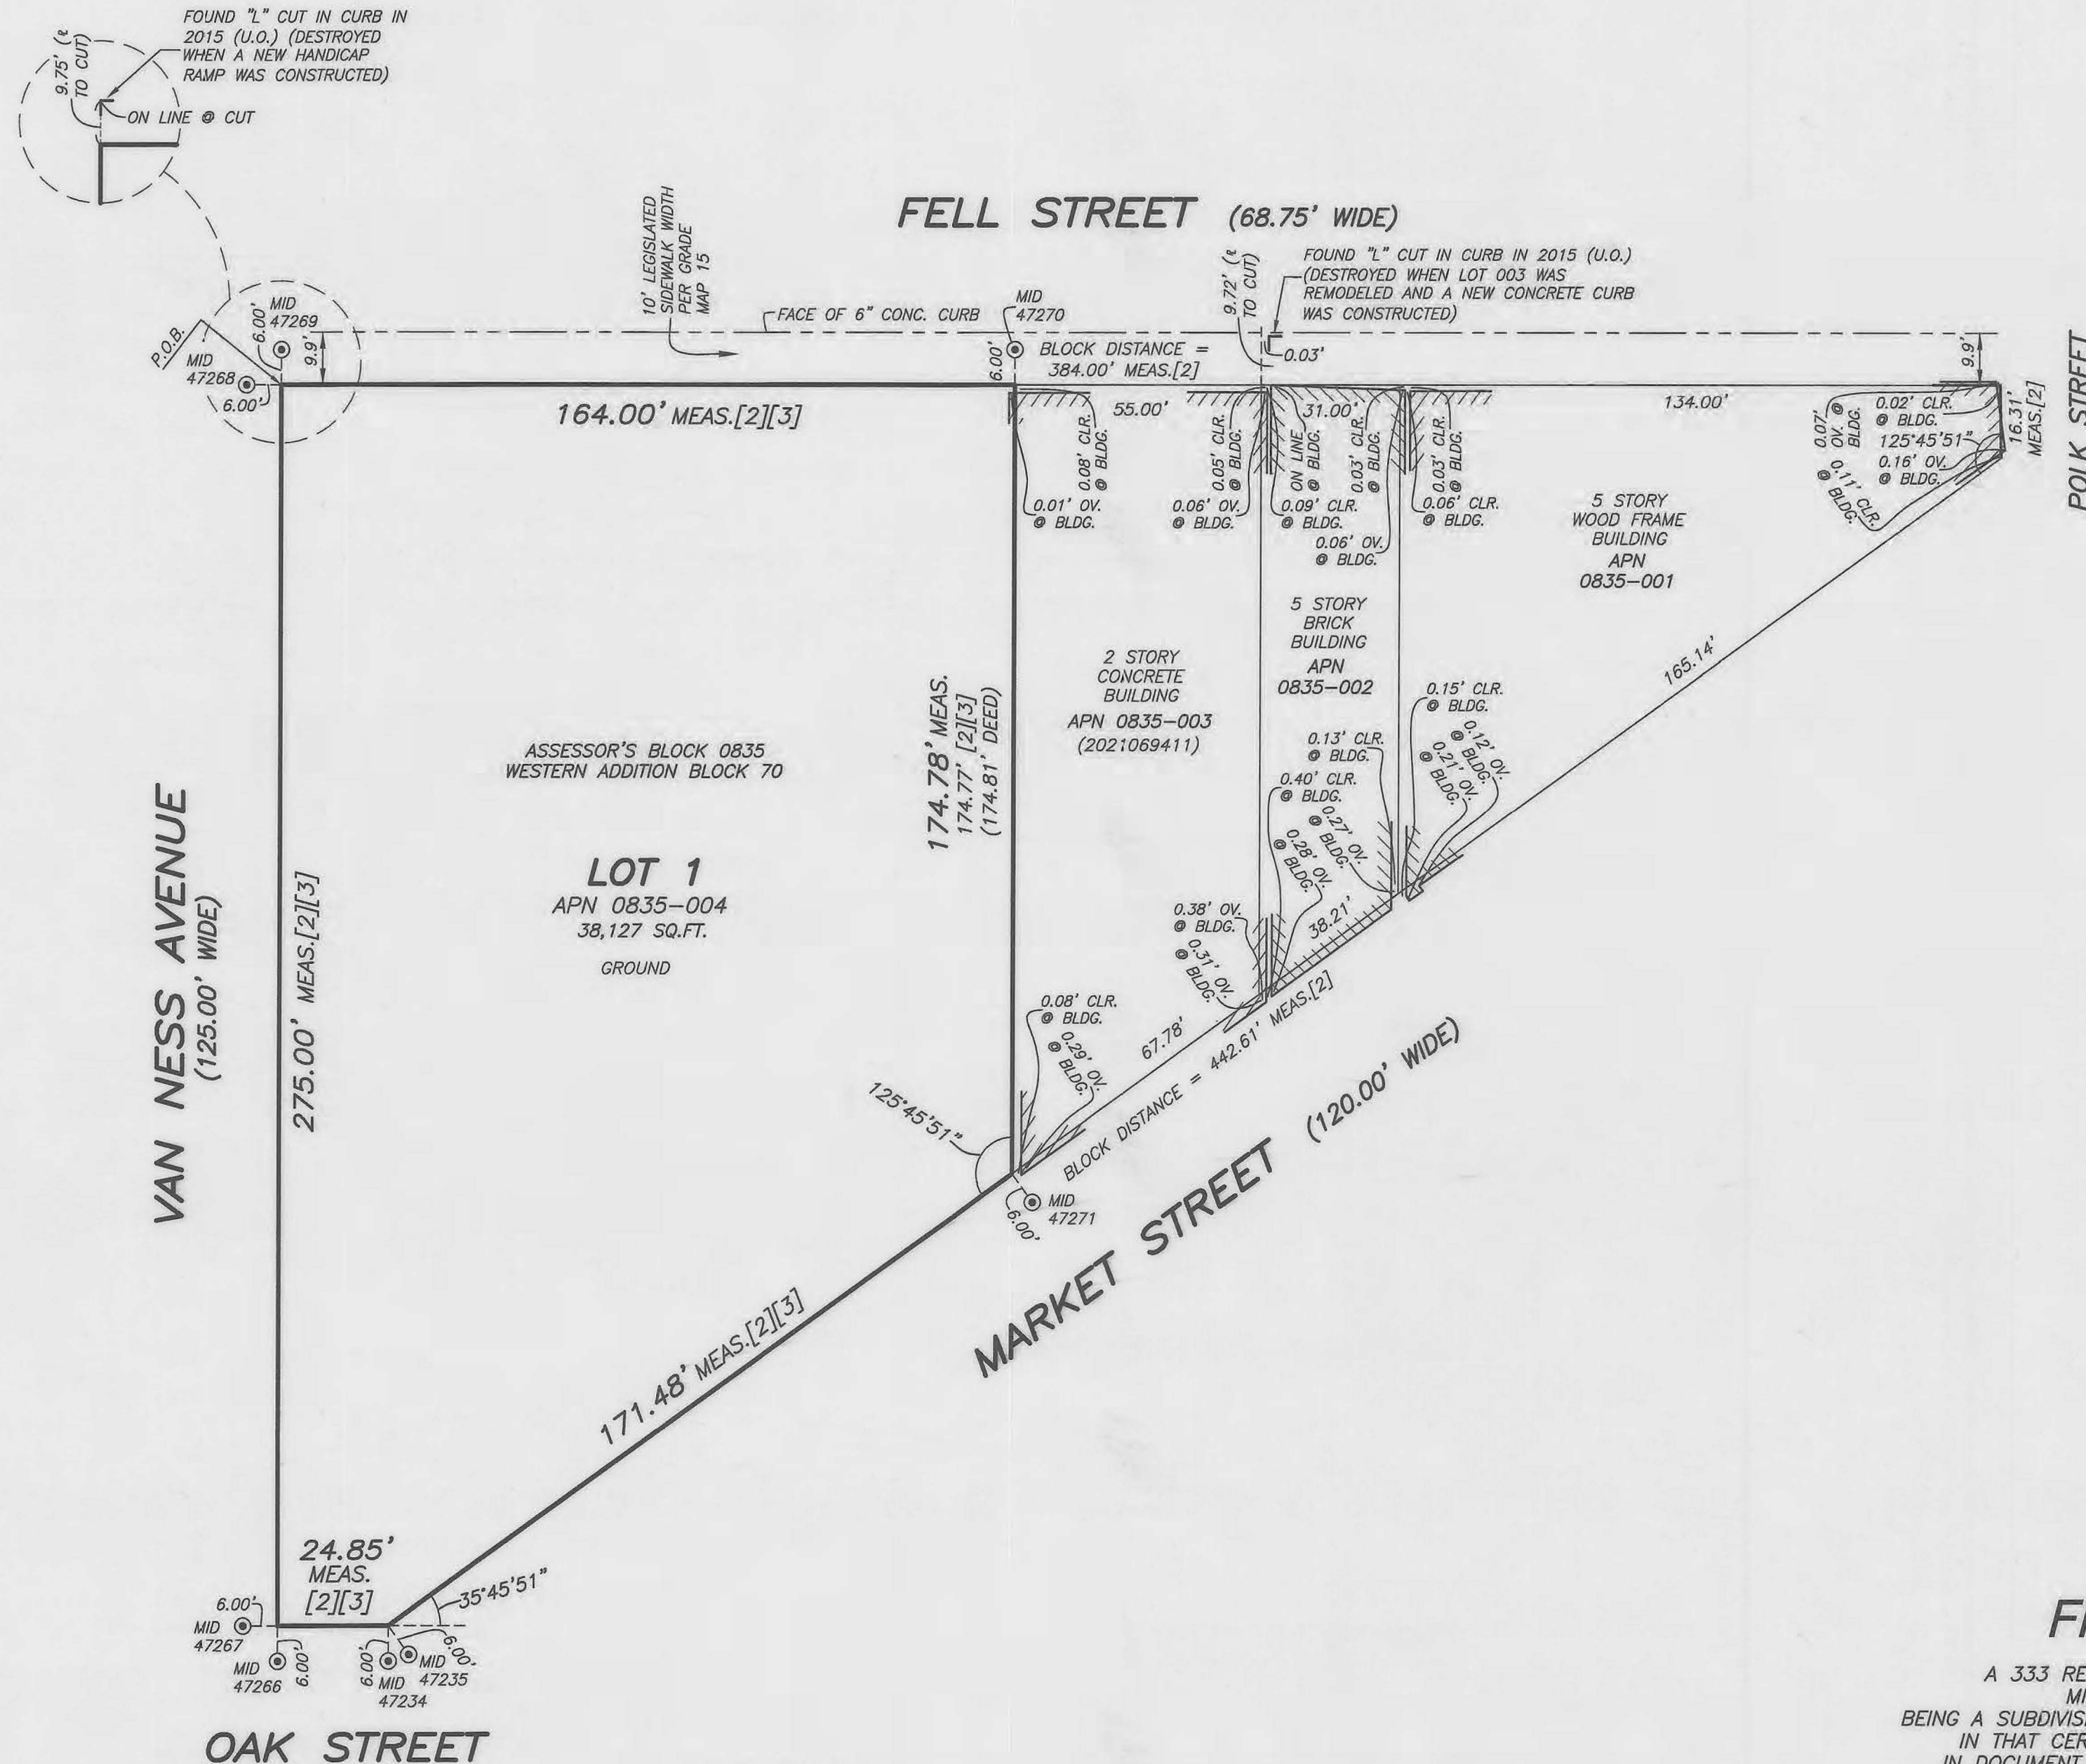 FOUND "L" CUT IN CURB IN
2015 (U.O.) (DESTROYED
WHEN A NEW HANDICAP
RAMP WAS CONSTRUCTED)
9.75' (℄
TO CUT)
ON LINE @ CUT
10' LEGISLATED
SIDEWALK WIDTH
PER GRADE
MAP 15
FELL STREET (68.75' WIDE)
FOUND "L" CUT IN CURB IN 2015 (U.O.)
(DESTROYED WHEN LOT 003 WAS
REMODELED AND A NEW CONCRETE CURB
WAS CONSTRUCTED)
9.72' (℄
TO CUT)
0.03'
P.O.B.
MID
47269
6.00'
9.9'
MID
47268
6.00'
FACE OF 6" CONC. CURB
MID
47270
6.00'
BLOCK DISTANCE =
384.00' MEAS.[2]
9.9'
POLK STREET
16.31'
MEAS.[2]
164.00' MEAS.[2][3]
55.00'
31.00'
134.00'
0.08' CLR.
@ BLDG.
0.05' CLR.
@ BLDG.
ON LINE
@ BLDG.
0.03' CLR.
@ BLDG.
0.03' CLR.
@ BLDG.
0.07'
OV. @
BLDG.
0.02' CLR.
@ BLDG.
125°45'51"
0.16' OV.
@ BLDG.
0.11' CLR.
@ BLDG.
0.01' OV.
@ BLDG.
0.06' OV.
@ BLDG.
0.09' CLR.
@ BLDG.
0.06' OV.
@ BLDG.
0.06' CLR.
@ BLDG.
5 STORY
WOOD FRAME
BUILDING
APN
0835-001
5 STORY
BRICK
BUILDING
APN
0835-002
2 STORY
CONCRETE
BUILDING
APN 0835-003
(2021069411)
165.14'
174.78' MEAS.
174.77' [2][3]
(174.81' DEED)
ASSESSOR'S BLOCK 0835
WESTERN ADDITION BLOCK 70
LOT 1
APN 0835-004
38,127 SQ.FT.
GROUND
VAN NESS AVENUE
(125.00' WIDE)
275.00' MEAS.[2][3]
0.15' CLR.
@ BLDG.
0.12' OV.
@ BLDG.
0.21' OV.
@ BLDG.
0.13' CLR.
@ BLDG.
0.40' CLR.
@ BLDG.
0.27' OV.
@ BLDG.
0.28' OV.
@ BLDG.
38.21'
0.38' OV.
@ BLDG.
0.31' OV.
@ BLDG.
0.08' CLR.
@ BLDG.
0.29' OV.
@ BLDG.
67.78'
BLOCK DISTANCE = 442.61' MEAS.[2]
125°45'51"
MID
47271
6.00'
MARKET STREET (120.00' WIDE)
171.48' MEAS.[2][3]
24.85'
MEAS.
[2][3]
35°45'51"
6.00'
MID
47267
MID
47266
6.00'
6.00'
MID
47234
6.00'
MID
47235
OAK STREET
A 333 RE
BEING A SUBDIVIS
IN THAT CER
IN DOCUMENT